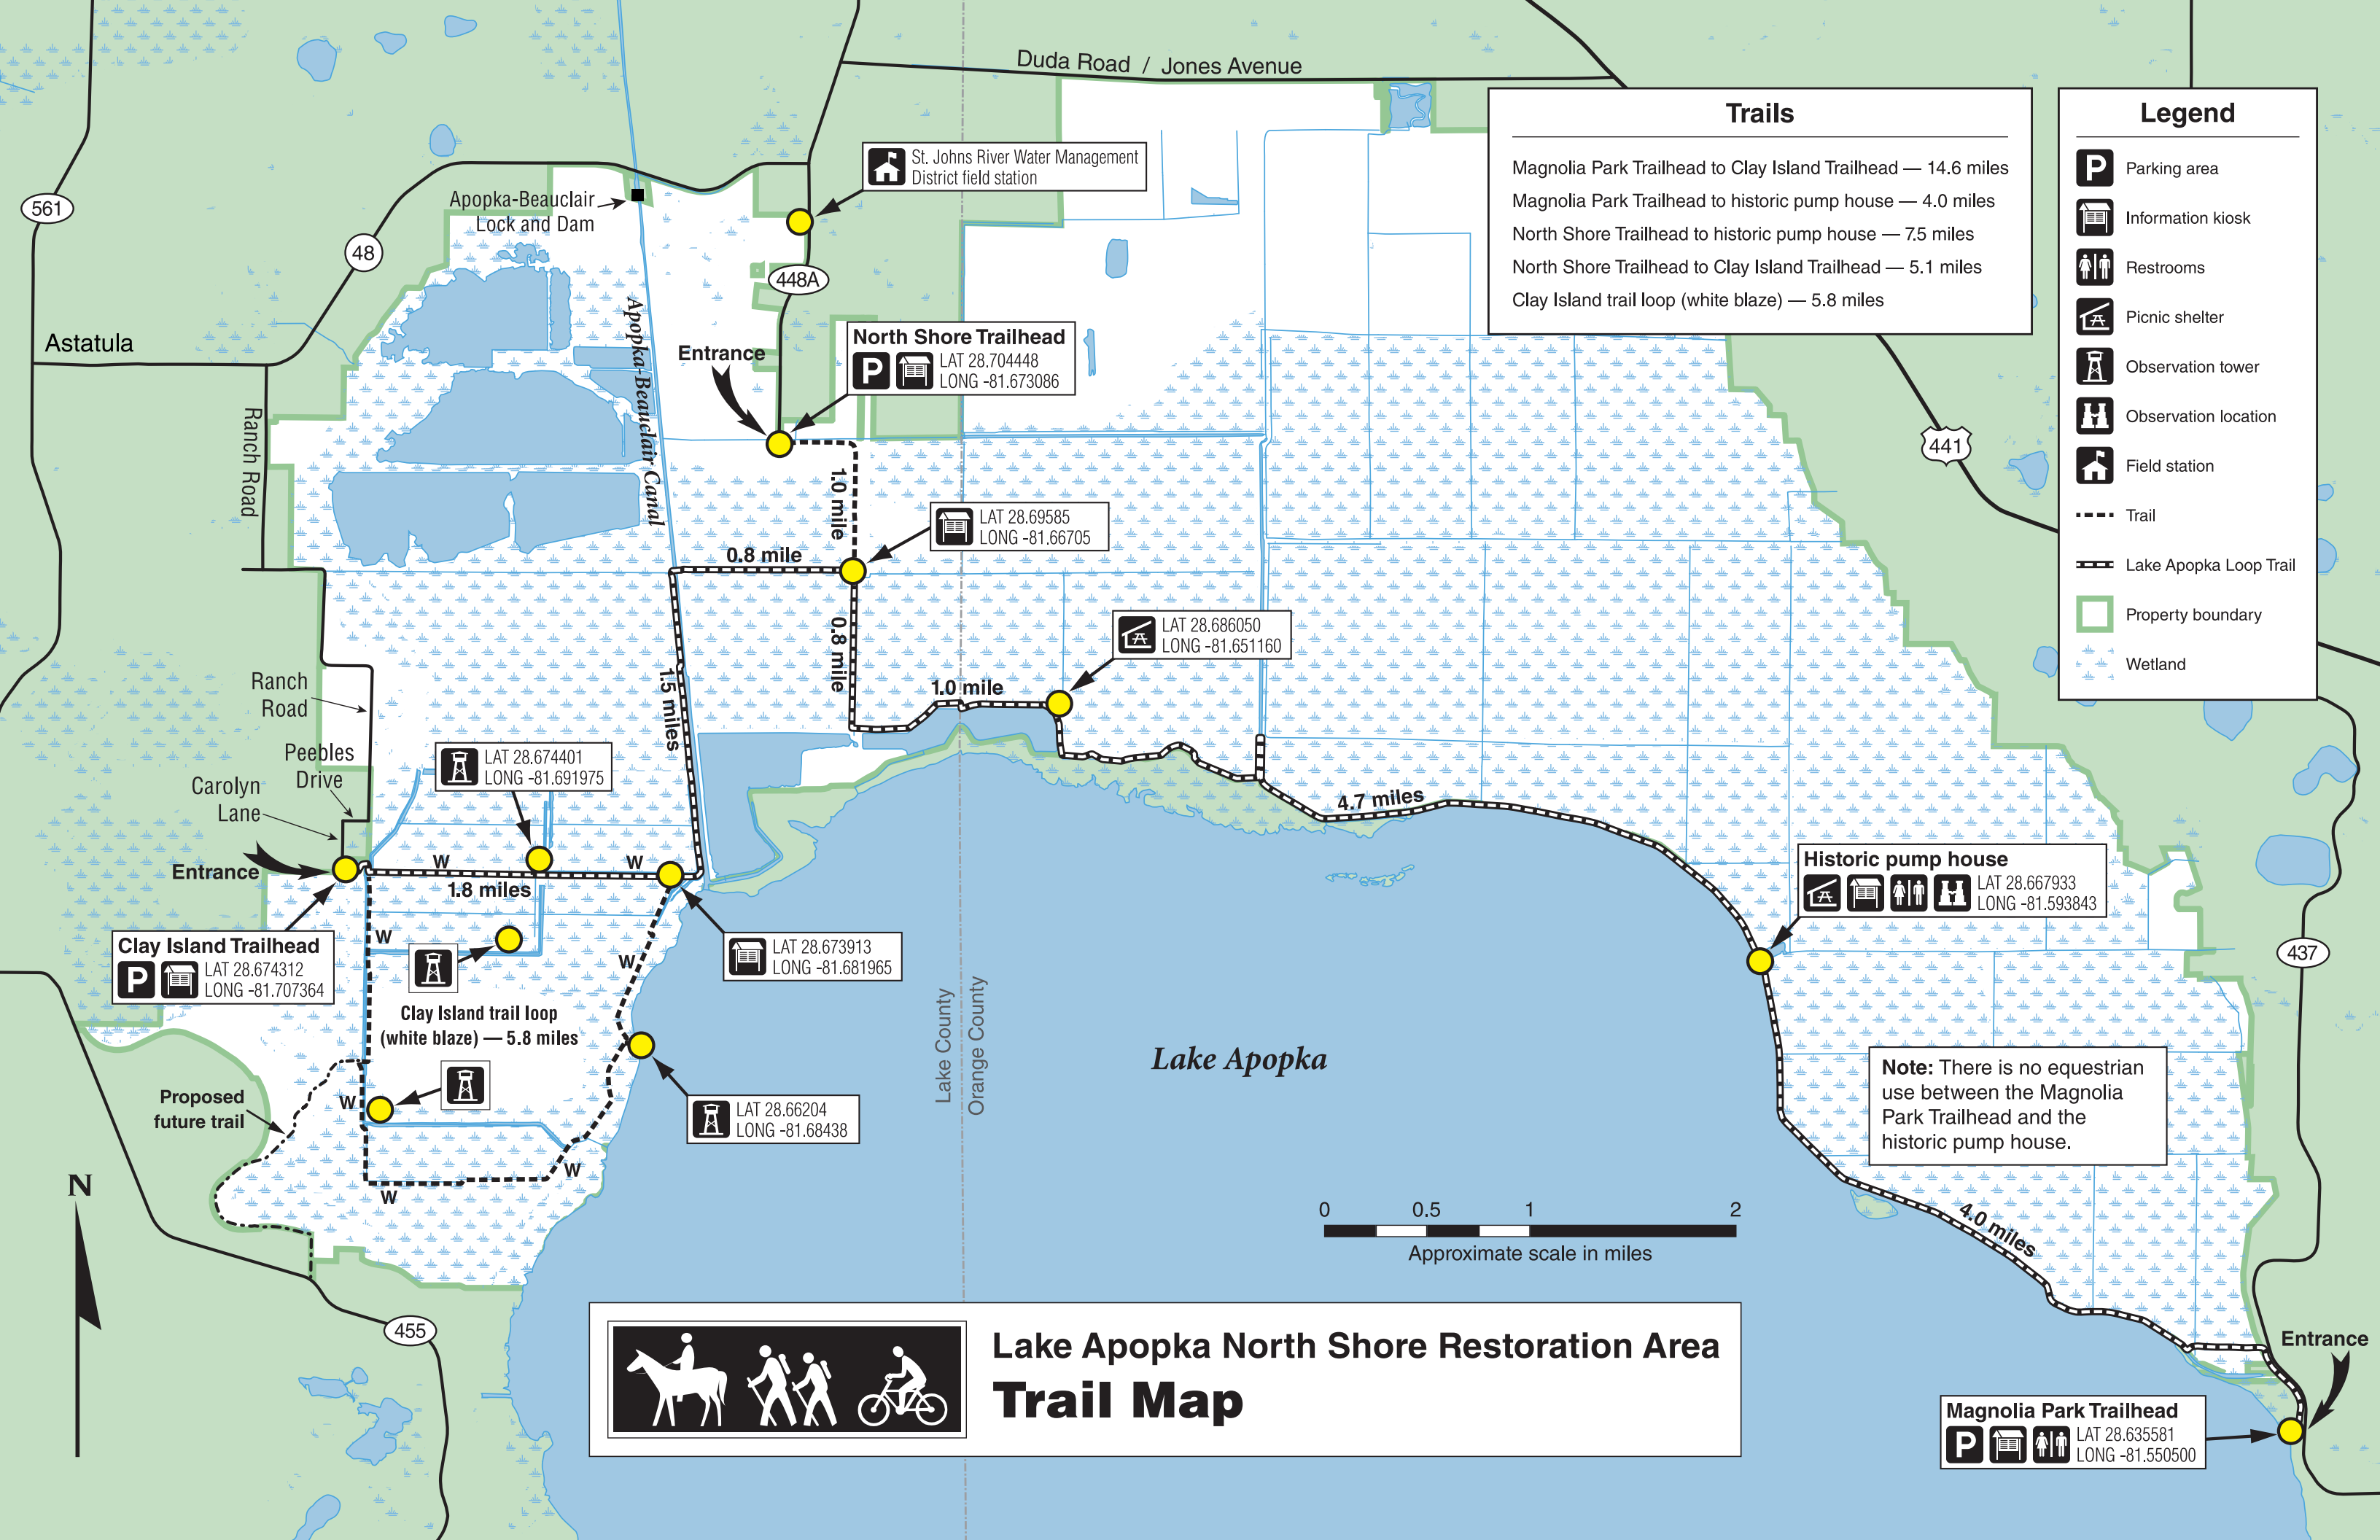 Duda Road / Jones Avenue
Trails
Magnolia Park Trailhead to Clay Island Trailhead — 14.6 miles
Magnolia Park Trailhead to historic pump house — 4.0 miles
North Shore Trailhead to historic pump house — 7.5 miles
North Shore Trailhead to Clay Island Trailhead — 5.1 miles
Clay Island trail loop (white blaze) — 5.8 miles
Legend
P
Parking area
Information kiosk
Restrooms
Picnic shelter
Observation tower
Observation location
Field station
Trail
Lake Apopka Loop Trail
Property boundary
Wetland
St. Johns River Water Management
District field station
Apopka-Beauclair
Lock and Dam
561
48
448A
441
437
455
Astatula
Ranch Road
Apopka-Beauclair Canal
Entrance
North Shore Trailhead
P
LAT 28.704448
LONG -81.673086
1.0 mile
LAT 28.69585
LONG -81.66705
0.8 mile
0.8 mile
1.5 miles
1.0 mile
LAT 28.686050
LONG -81.651160
4.7 miles
Ranch
Road
Peebles
Drive
Carolyn
Lane
LAT 28.674401
LONG -81.691975
Entrance
W
W
1.8 miles
Clay Island Trailhead
P
LAT 28.674312
LONG -81.707364
W
W
LAT 28.673913
LONG -81.681965
Clay Island trail loop
(white blaze) — 5.8 miles
Proposed
future trail
W
W
W
LAT 28.66204
LONG -81.68438
Lake County
Orange County
Lake Apopka
Historic pump house
LAT 28.667933
LONG -81.593843
Note: There is no equestrian
use between the Magnolia
Park Trailhead and the
historic pump house.
4.0 miles
N
0 0.5 1 2
Approximate scale in miles
Lake Apopka North Shore Restoration Area
Trail Map
Entrance
Magnolia Park Trailhead
P
LAT 28.635581
LONG -81.550500